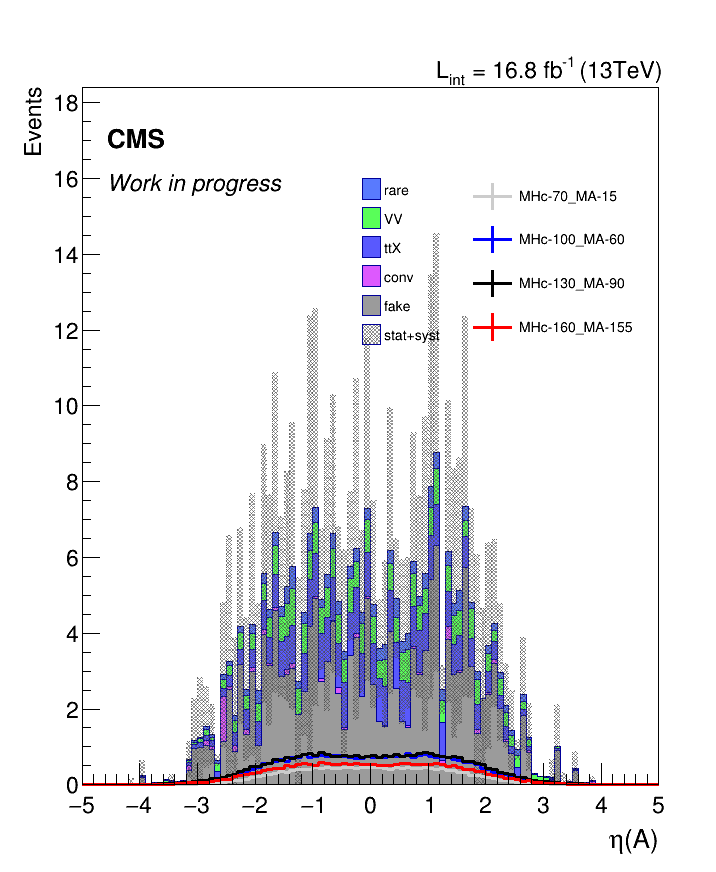 L_int = 16.8 fb^-1 (13TeV)
Events
CMS
Work in progress
rare
VV
ttX
conv
fake
stat+syst
MHc-70_MA-15
MHc-100_MA-60
MHc-130_MA-90
MHc-160_MA-155
18
16
14
12
10
8
6
4
2
0
−5 −4 −3 −2 −1 0 1 2 3 4 5
η(A)